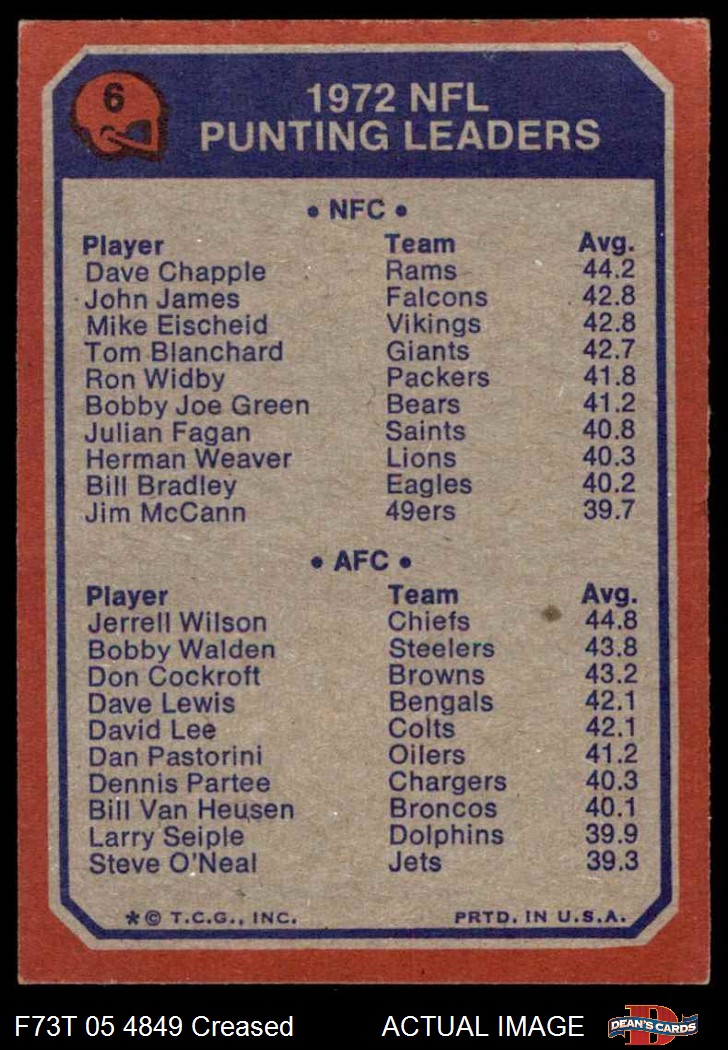 6
1972 NFL
PUNTING LEADERS
• NFC •
Player Team Avg.
Dave Chapple Rams 44.2
John James Falcons 42.8
Mike Eischeid Vikings 42.8
Tom Blanchard Giants 42.7
Ron Widby Packers 41.8
Bobby Joe Green Bears 41.2
Julian Fagan Saints 40.8
Herman Weaver Lions 40.3
Bill Bradley Eagles 40.2
Jim McCann 49ers 39.7
• AFC •
Player Team Avg.
Jerrell Wilson Chiefs 44.8
Bobby Walden Steelers 43.8
Don Cockroft Browns 43.2
Dave Lewis Bengals 42.1
David Lee Colts 42.1
Dan Pastorini Oilers 41.2
Dennis Partee Chargers 40.3
Bill Van Heusen Broncos 40.1
Larry Seiple Dolphins 39.9
Steve O'Neal Jets 39.3
*© T.C.G., INC. PRTD. IN U.S.A.
F73T 05 4849 Creased ACTUAL IMAGE DEAN'S CARDS